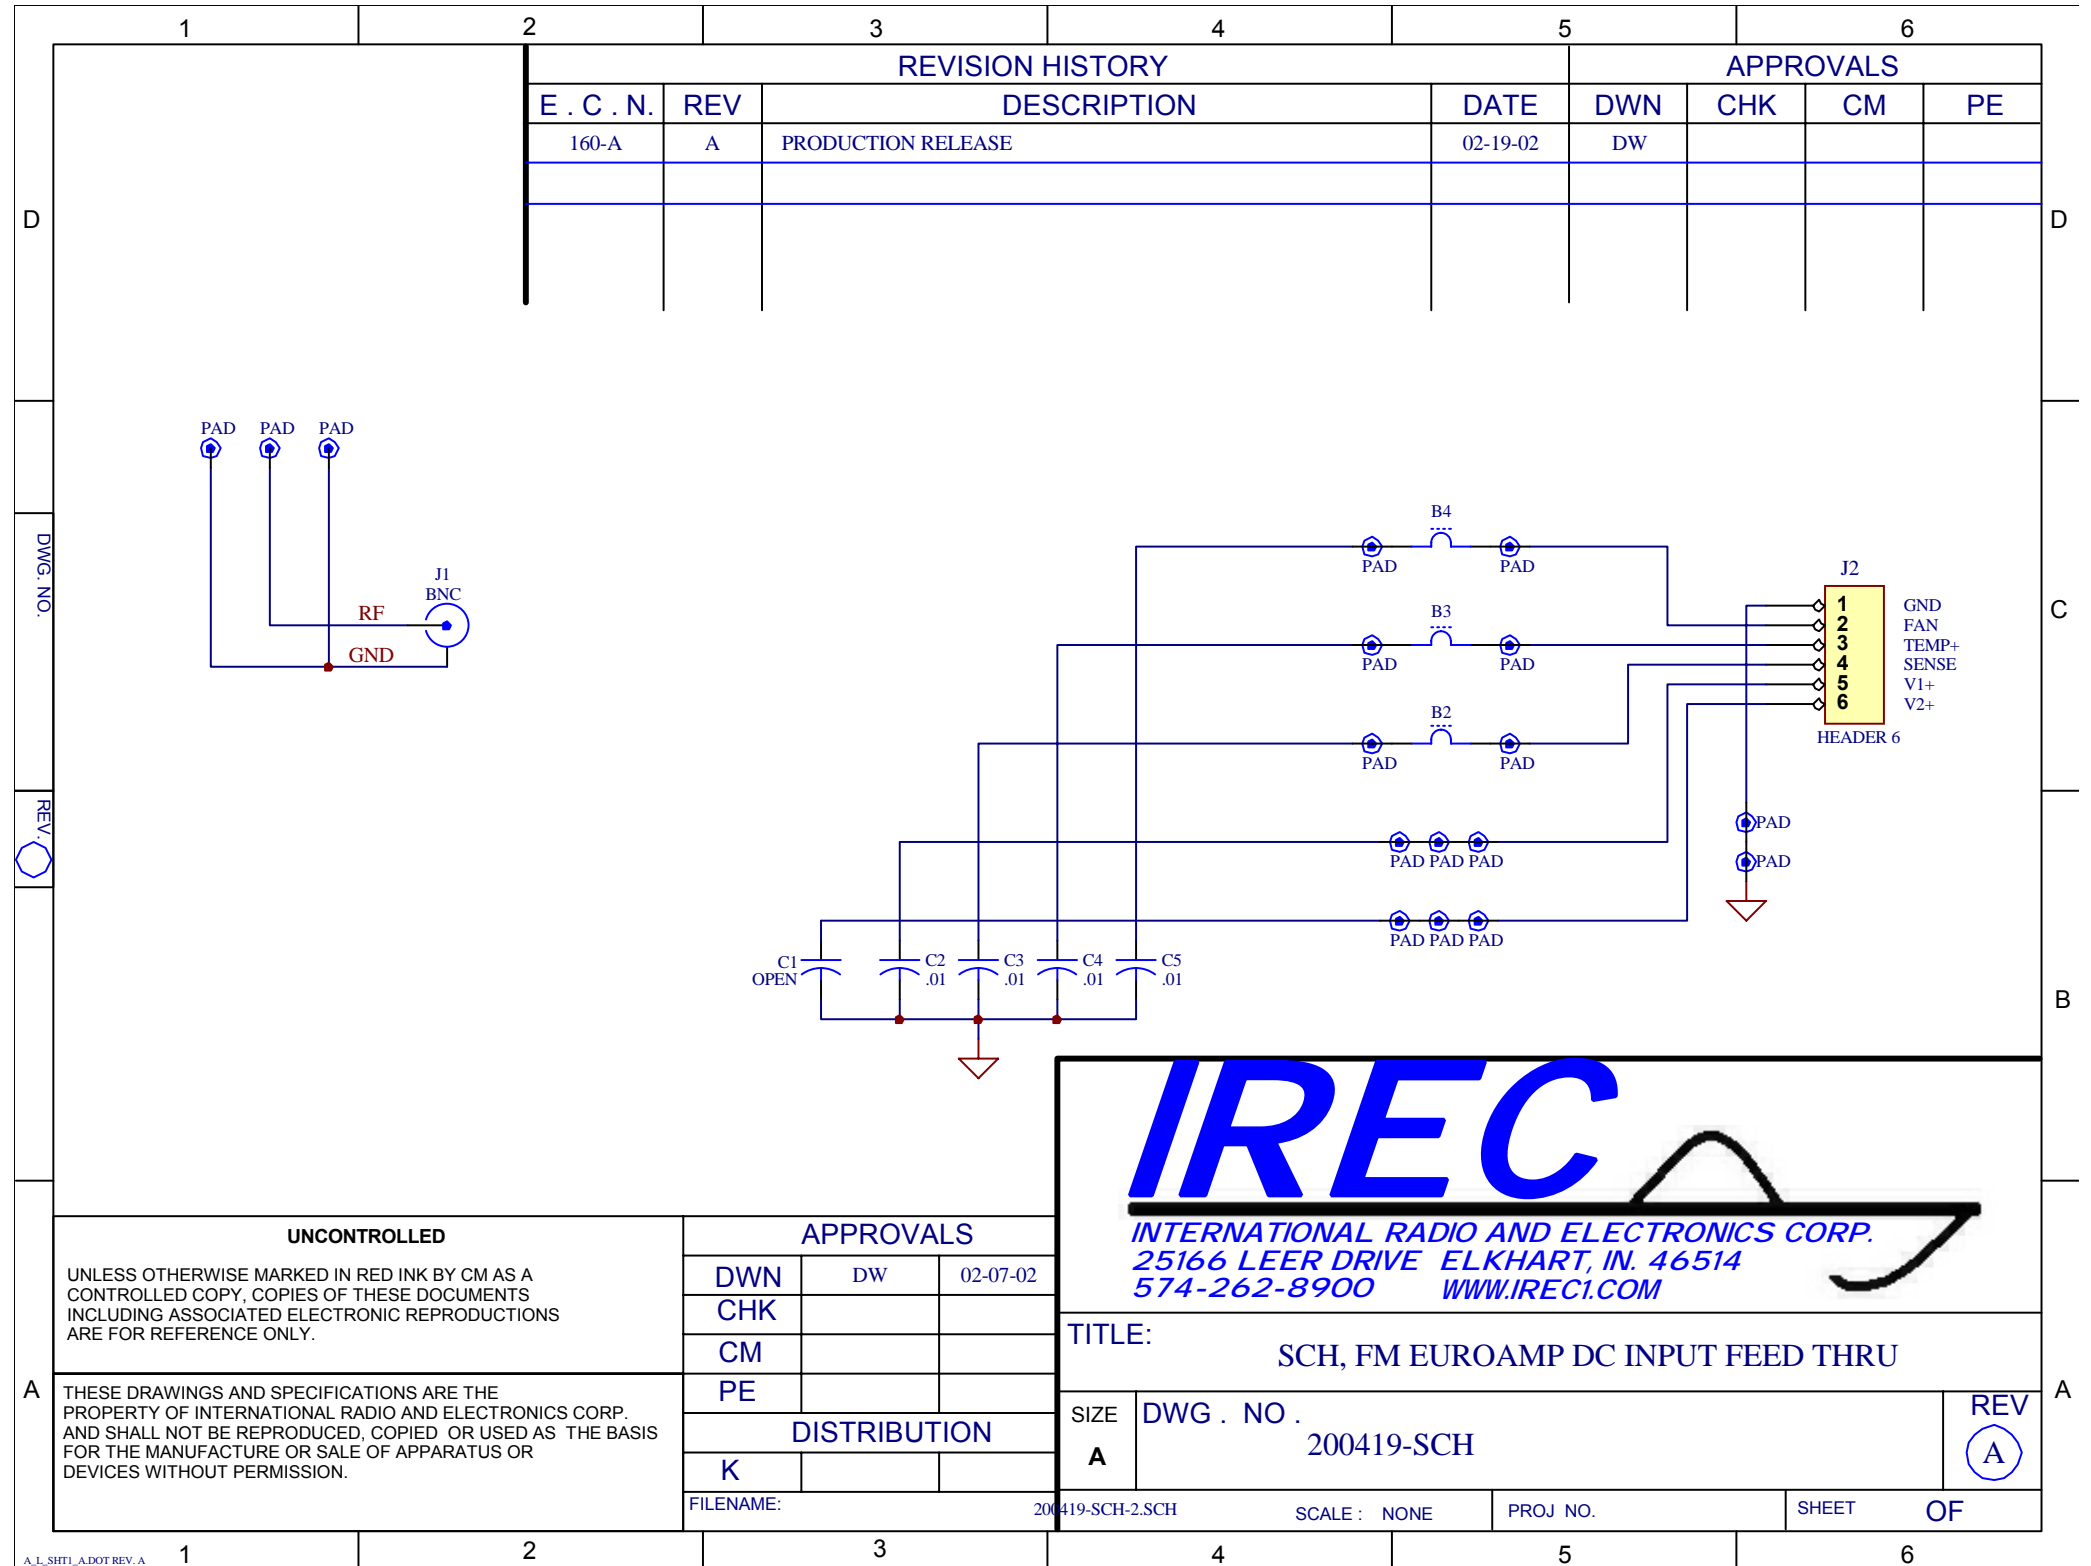 1 2 3 4 5 6
REVISION HISTORY APPROVALS
E . C . N. REV DESCRIPTION DATE DWN CHK CM PE
160-A A PRODUCTION RELEASE 02-19-02 DW
D D
PAD PAD PAD
J1
BNC
RF
GND
DWG. NO.
B4
PAD PAD
B3
PAD PAD
B2
PAD PAD
J2
1 GND
2 FAN
3 TEMP+
4 SENSE
5 V1+
6 V2+
HEADER 6
C
REV.
PAD
PAD
PAD PAD PAD
PAD PAD PAD
C1
OPEN
C2
.01
C3
.01
C4
.01
C5
.01
B
IREC
INTERNATIONAL RADIO AND ELECTRONICS CORP.
25166 LEER DRIVE ELKHART, IN. 46514
574-262-8900 WWW.IREC1.COM
UNCONTROLLED
UNLESS OTHERWISE MARKED IN RED INK BY CM AS A
CONTROLLED COPY, COPIES OF THESE DOCUMENTS
INCLUDING ASSOCIATED ELECTRONIC REPRODUCTIONS
ARE FOR REFERENCE ONLY.
THESE DRAWINGS AND SPECIFICATIONS ARE THE
PROPERTY OF INTERNATIONAL RADIO AND ELECTRONICS CORP.
AND SHALL NOT BE REPRODUCED, COPIED OR USED AS THE BASIS
FOR THE MANUFACTURE OR SALE OF APPARATUS OR
DEVICES WITHOUT PERMISSION.
APPROVALS
DWN DW 02-07-02
CHK
CM
PE
DISTRIBUTION
K
FILENAME: 200419-SCH-2.SCH
TITLE:
SCH, FM EUROAMP DC INPUT FEED THRU
SIZE
A
DWG . NO .
200419-SCH
REV
A
SCALE : NONE
PROJ NO.
SHEET OF
A A
A_L_SHT1_A.DOT REV. A
1 2 3 4 5 6